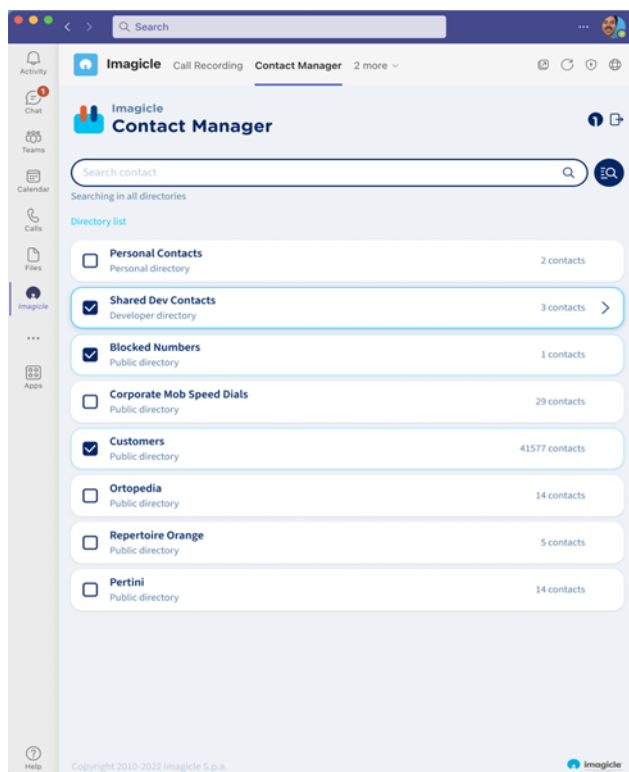 Search
Activity
1
Chat
Teams
Calendar
Calls
Files
Imagicle
Apps
Help
Imagicle Call Recording Contact Manager 2 more
Imagicle
Contact Manager
Search contact
Searching in all directories
Directory list
Personal Contacts
Personal directory
2 contacts
Shared Dev Contacts
Developer directory
3 contacts
Blocked Numbers
Public directory
1 contacts
Corporate Mob Speed Dials
Public directory
29 contacts
Customers
Public directory
41577 contacts
Ortopedia
Public directory
14 contacts
Repertoire Orange
Public directory
5 contacts
Pertini
Public directory
14 contacts
Copyright 2010-2022 Imagicle S.p.a.
imagicle